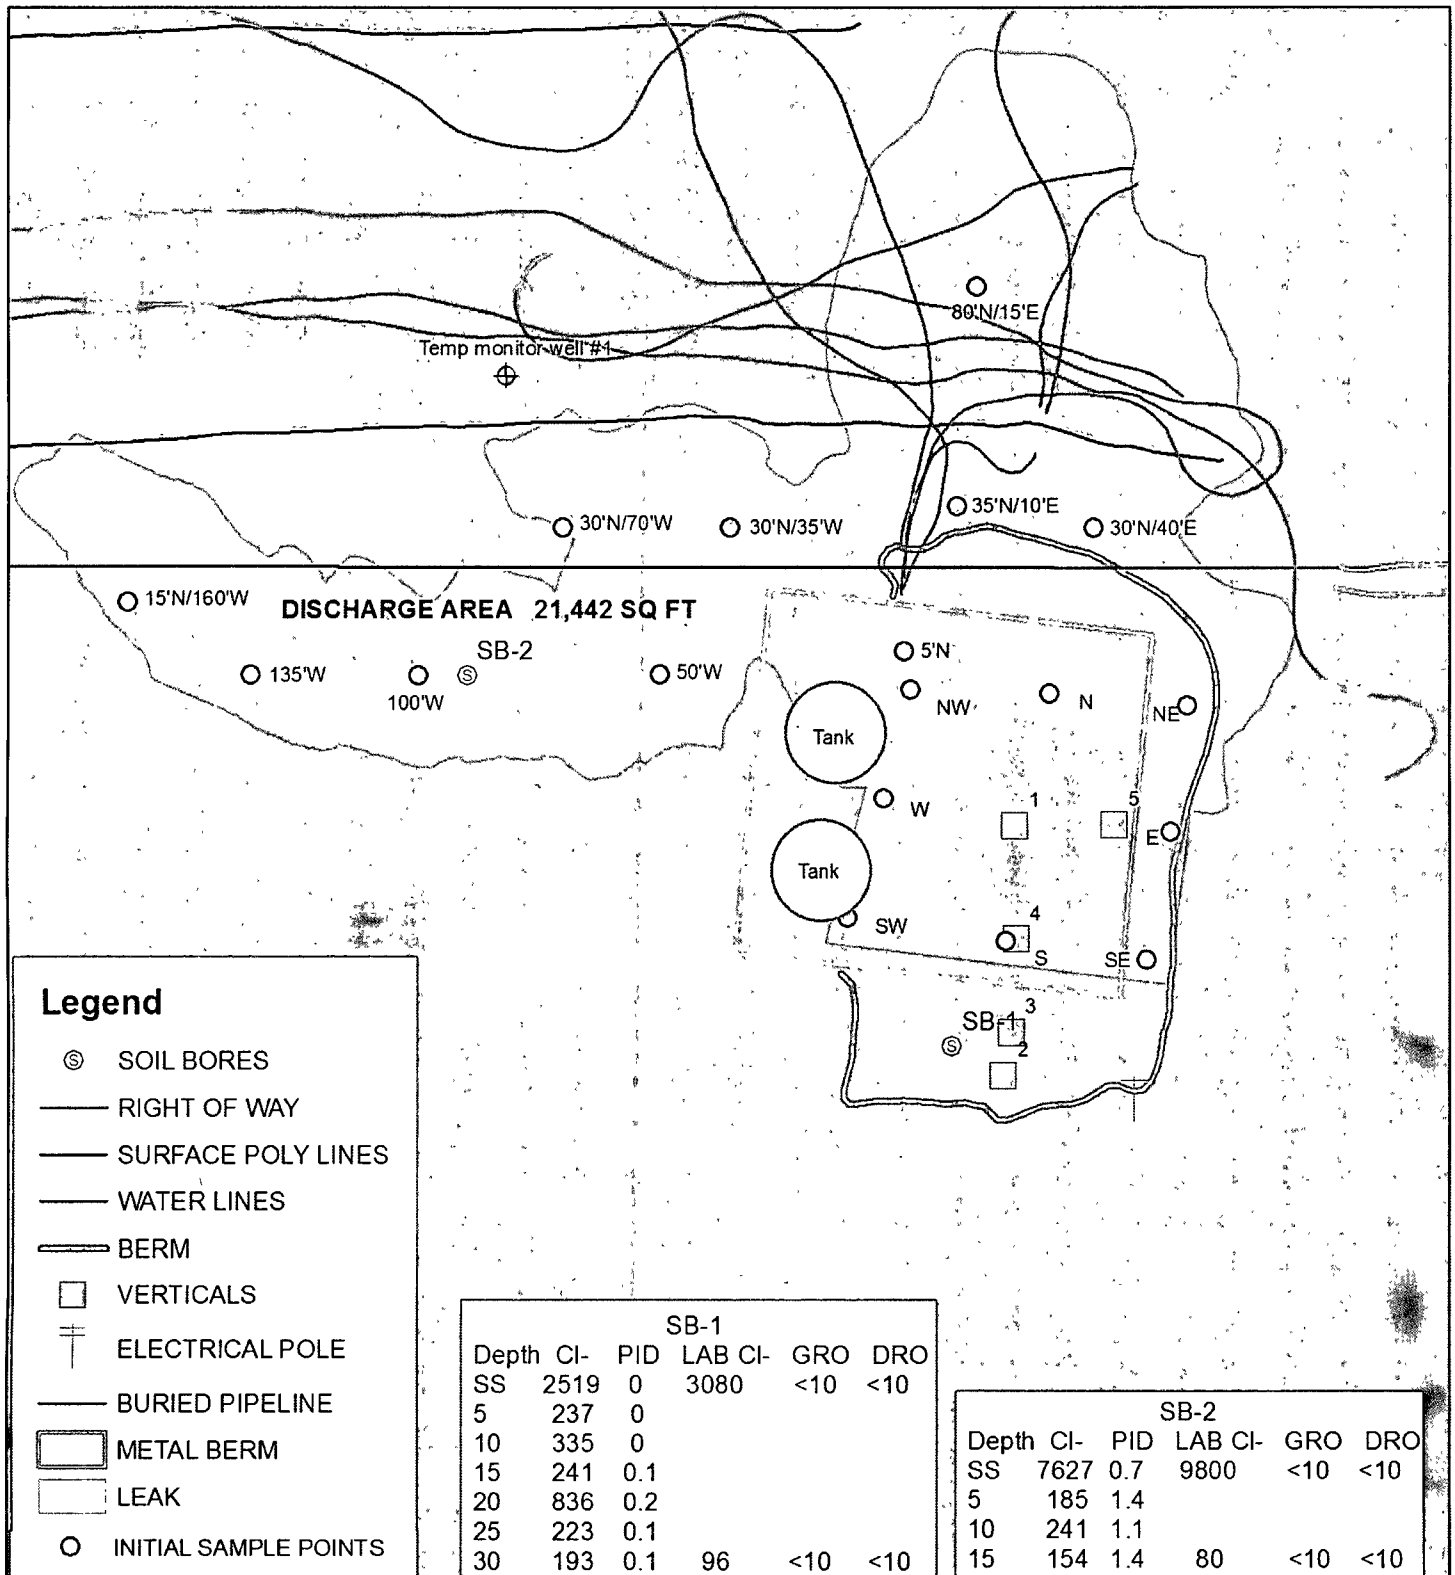 80'N/15'E
Temp monitor well #1
35'N/10'E
30'N/70'W
30'N/35'W
30'N/40'E
15'N/160'W
DISCHARGE AREA 21,442 SQ FT
5'N
SB-2
135'W
100'W
50'W
NW
N
NE
Tank
W
1
5
E
Tank
4
SW
S
SE
SB-1
3
2
Legend
SOIL BORES
RIGHT OF WAY
SURFACE POLY LINES
WATER LINES
BERM
VERTICALS
ELECTRICAL POLE
BURIED PIPELINE
METAL BERM
LEAK
INITIAL SAMPLE POINTS
SB-1
Depth Cl- PID LAB Cl- GRO DRO
SS 2519 0 3080 <10 <10
5 237 0
10 335 0
15 241 0.1
20 836 0.2
25 223 0.1
30 193 0.1 96 <10 <10
SB-2
Depth Cl- PID LAB Cl- GRO DRO
SS 7627 0.7 9800 <10 <10
5 185 1.4
10 241 1.1
15 154 1.4 80 <10 <10